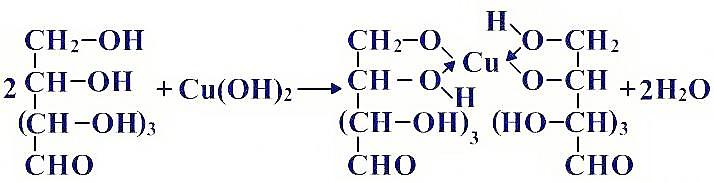 CH₂–OH CH₂–O H O–CH₂
2 CH–OH + Cu(OH)₂ → CH–O Cu O–CH + 2H₂O
H
(CH–OH)₃ (CH–OH)₃ (HO–CH)₃
CHO CHO CHO